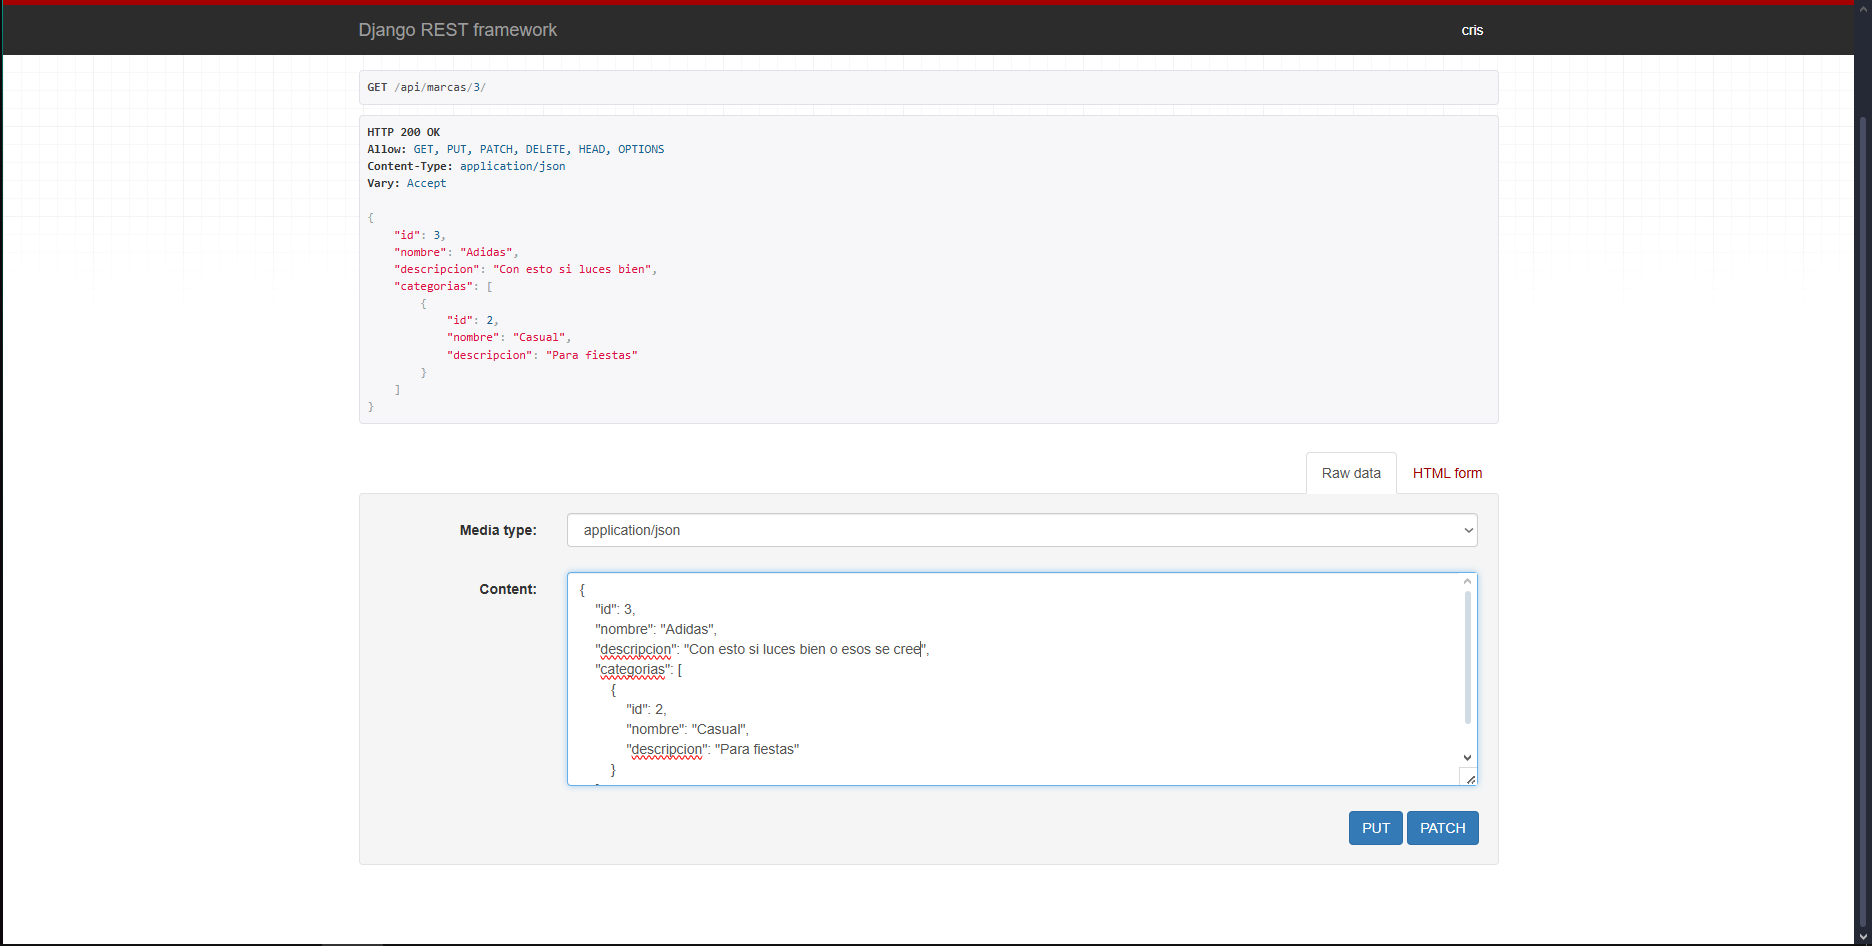 Django REST framework
cris
GET /api/marcas/3/
HTTP 200 OK
Allow: GET, PUT, PATCH, DELETE, HEAD, OPTIONS
Content-Type: application/json
Vary: Accept
{
"id": 3,
"nombre": "Adidas",
"descripcion": "Con esto si luces bien",
"categorias": [
{
"id": 2,
"nombre": "Casual",
"descripcion": "Para fiestas"
}
]
}
Raw data
HTML form
Media type:
application/json
Content:
{
"id": 3,
"nombre": "Adidas",
"descripcion": "Con esto si luces bien o esos se cree",
"categorias": [
{
"id": 2,
"nombre": "Casual",
"descripcion": "Para fiestas"
}
PUT
PATCH